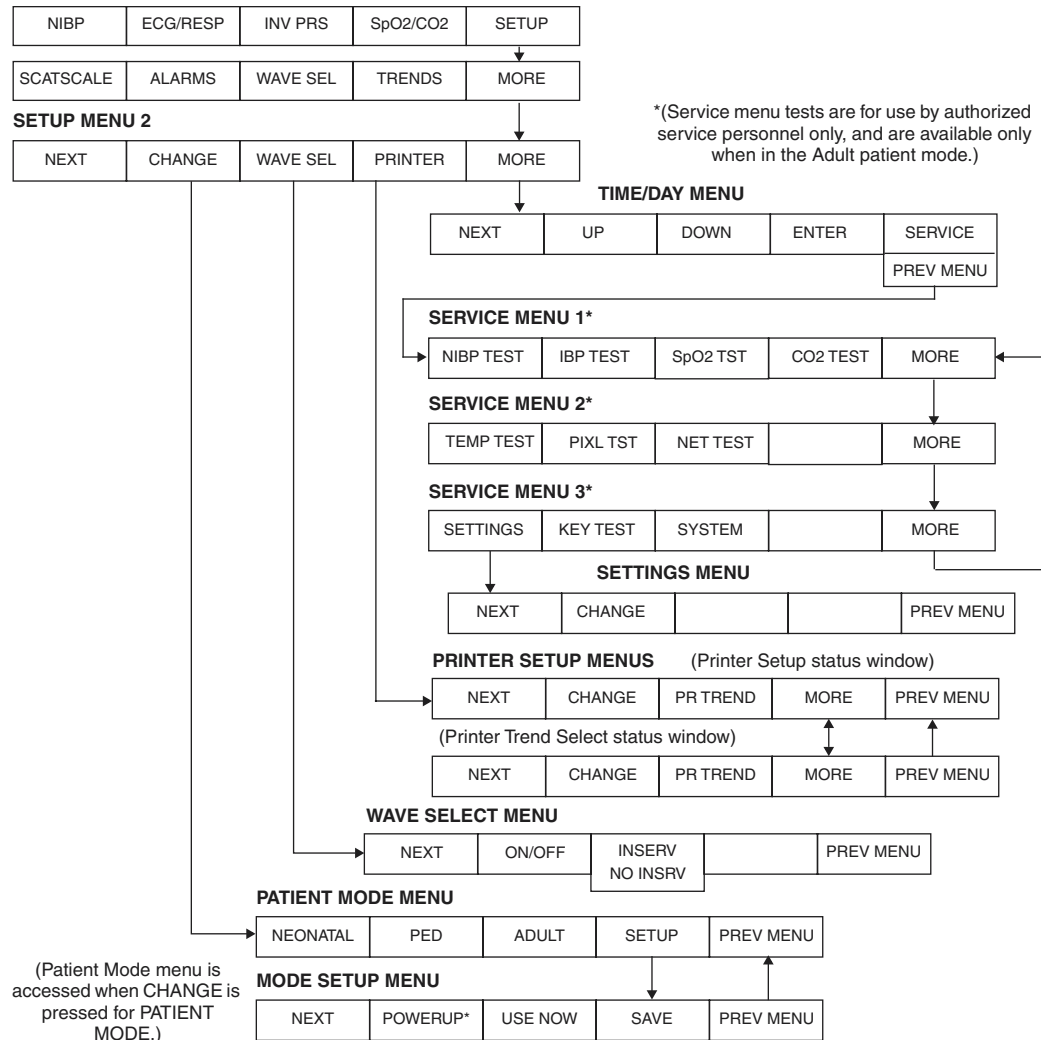 NIBP ECG/RESP INV PRS SpO2/CO2 SETUP
SCATSCALE ALARMS WAVE SEL TRENDS MORE
*(Service menu tests are for use by authorized
service personnel only, and are available only
when in the Adult patient mode.)
SETUP MENU 2
NEXT CHANGE WAVE SEL PRINTER MORE
TIME/DAY MENU
NEXT UP DOWN ENTER SERVICE
PREV MENU
SERVICE MENU 1*
NIBP TEST IBP TEST SpO2 TST CO2 TEST MORE
SERVICE MENU 2*
TEMP TEST PIXL TST NET TEST MORE
SERVICE MENU 3*
SETTINGS KEY TEST SYSTEM MORE
SETTINGS MENU
NEXT CHANGE PREV MENU
PRINTER SETUP MENUS (Printer Setup status window)
NEXT CHANGE PR TREND MORE PREV MENU
(Printer Trend Select status window)
NEXT CHANGE PR TREND MORE PREV MENU
WAVE SELECT MENU
NEXT ON/OFF INSERV PREV MENU
NO INSRV
PATIENT MODE MENU
NEONATAL PED ADULT SETUP PREV MENU
(Patient Mode menu is
accessed when CHANGE is
pressed for PATIENT
MODE.)
MODE SETUP MENU
NEXT POWERUP* USE NOW SAVE PREV MENU